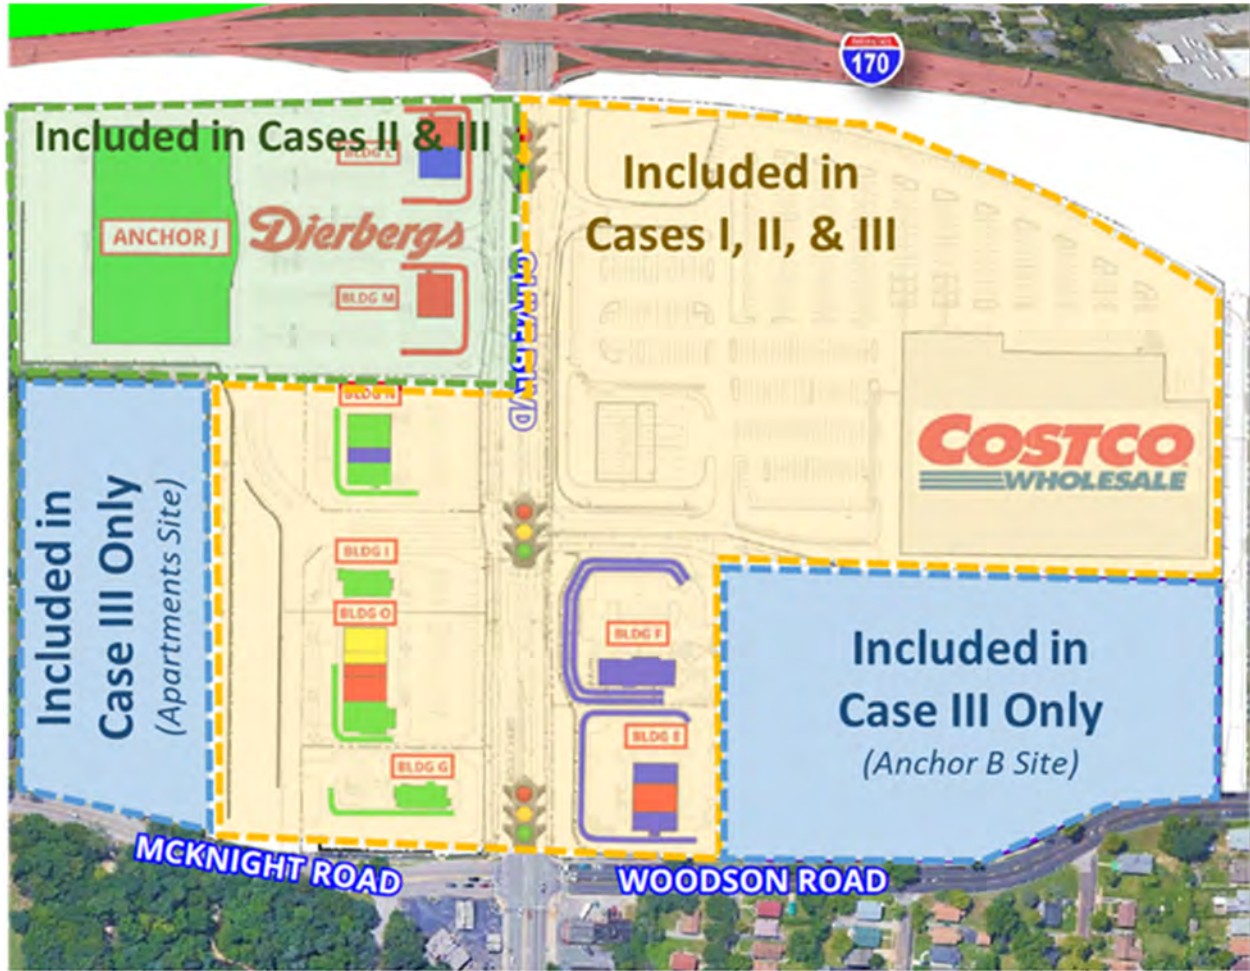 170
Included in Cases II & III
BLDG L
ANCHOR J
Dierbergs
BLDG M
Included in
Cases I, II, & III
OLIVE BLVD
COSTCO
WHOLESALE
BLDG N
Included in
Case III Only
(Apartments Site)
BLDG I
BLDG O
BLDG F
BLDG E
BLDG G
Included in
Case III Only
(Anchor B Site)
MCKNIGHT ROAD
WOODSON ROAD